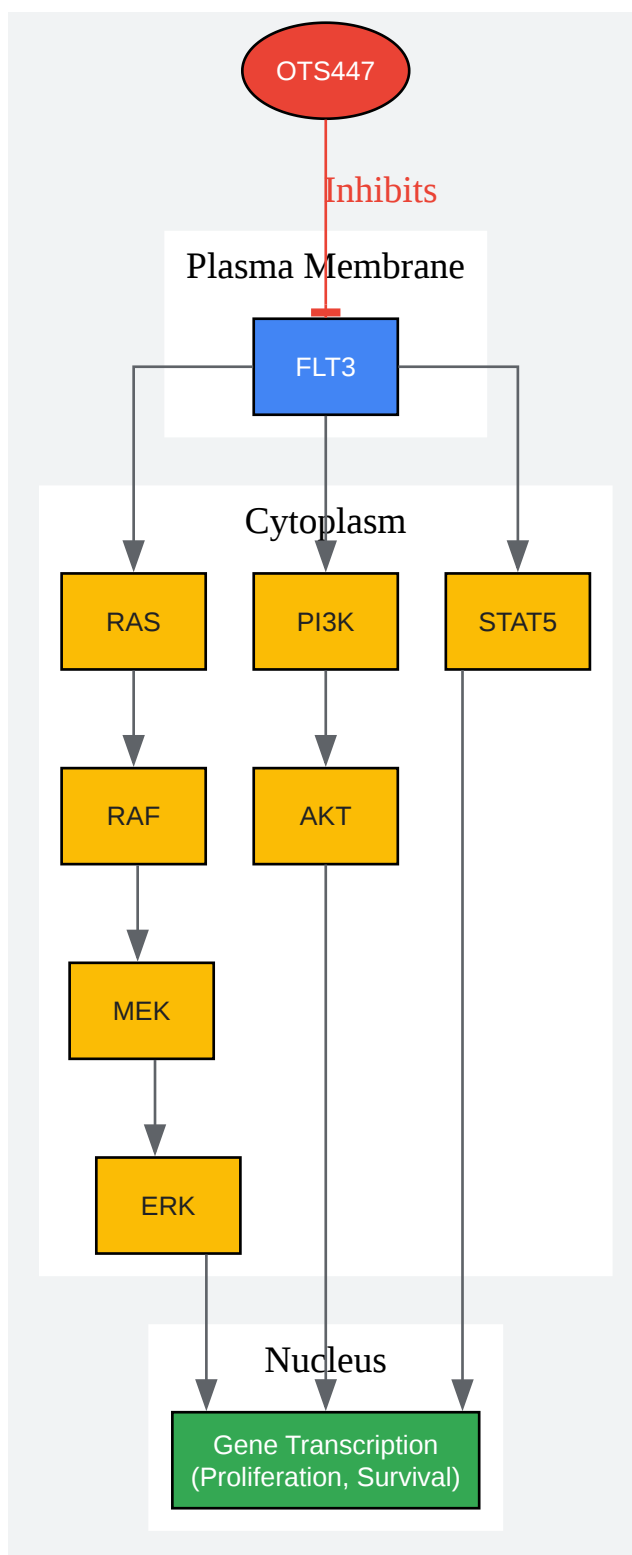 OTS447
Inhibits
Plasma Membrane
FLT3
Cytoplasm
RAS
PI3K
STAT5
RAF
AKT
MEK
ERK
Nucleus
Gene Transcription
(Proliferation, Survival)